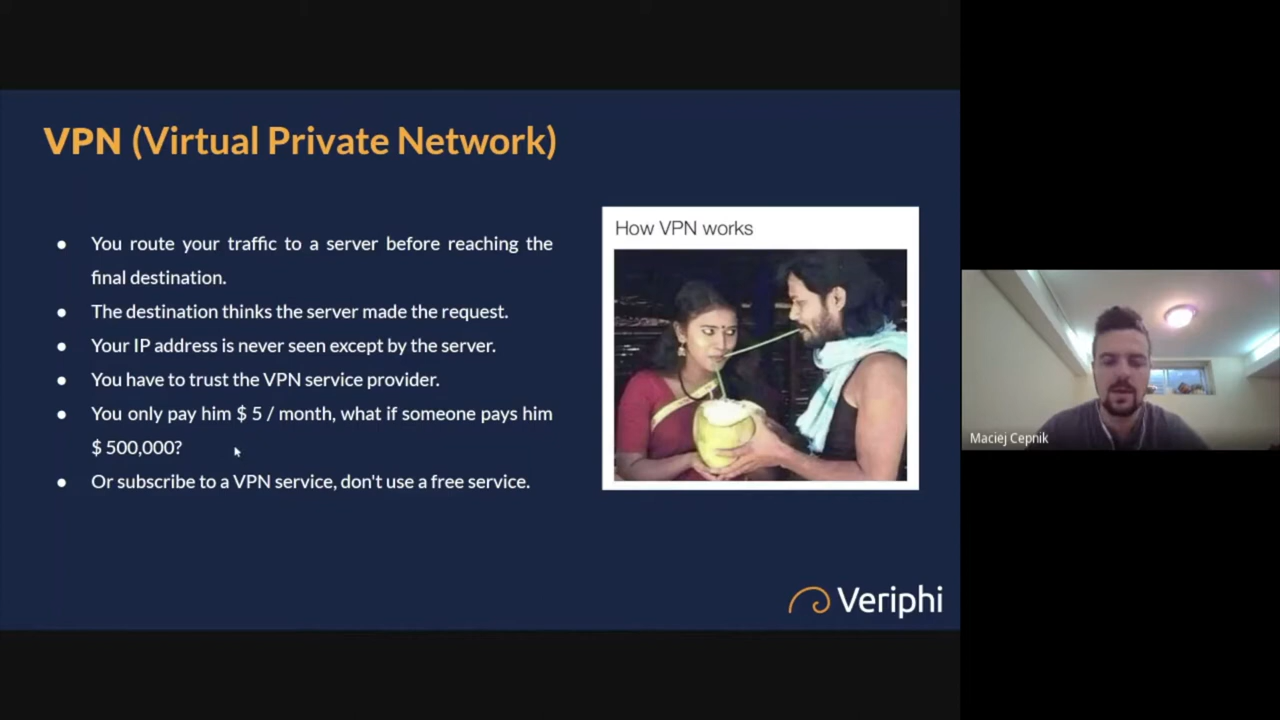 VPN (Virtual Private Network)
You route your traffic to a server before reaching the
final destination.
The destination thinks the server made the request.
Your IP address is never seen except by the server.
You have to trust the VPN service provider.
You only pay him $ 5 / month, what if someone pays him
$ 500,000?
Or subscribe to a VPN service, don't use a free service.
How VPN works
Veriphi
Maciej Cepnik